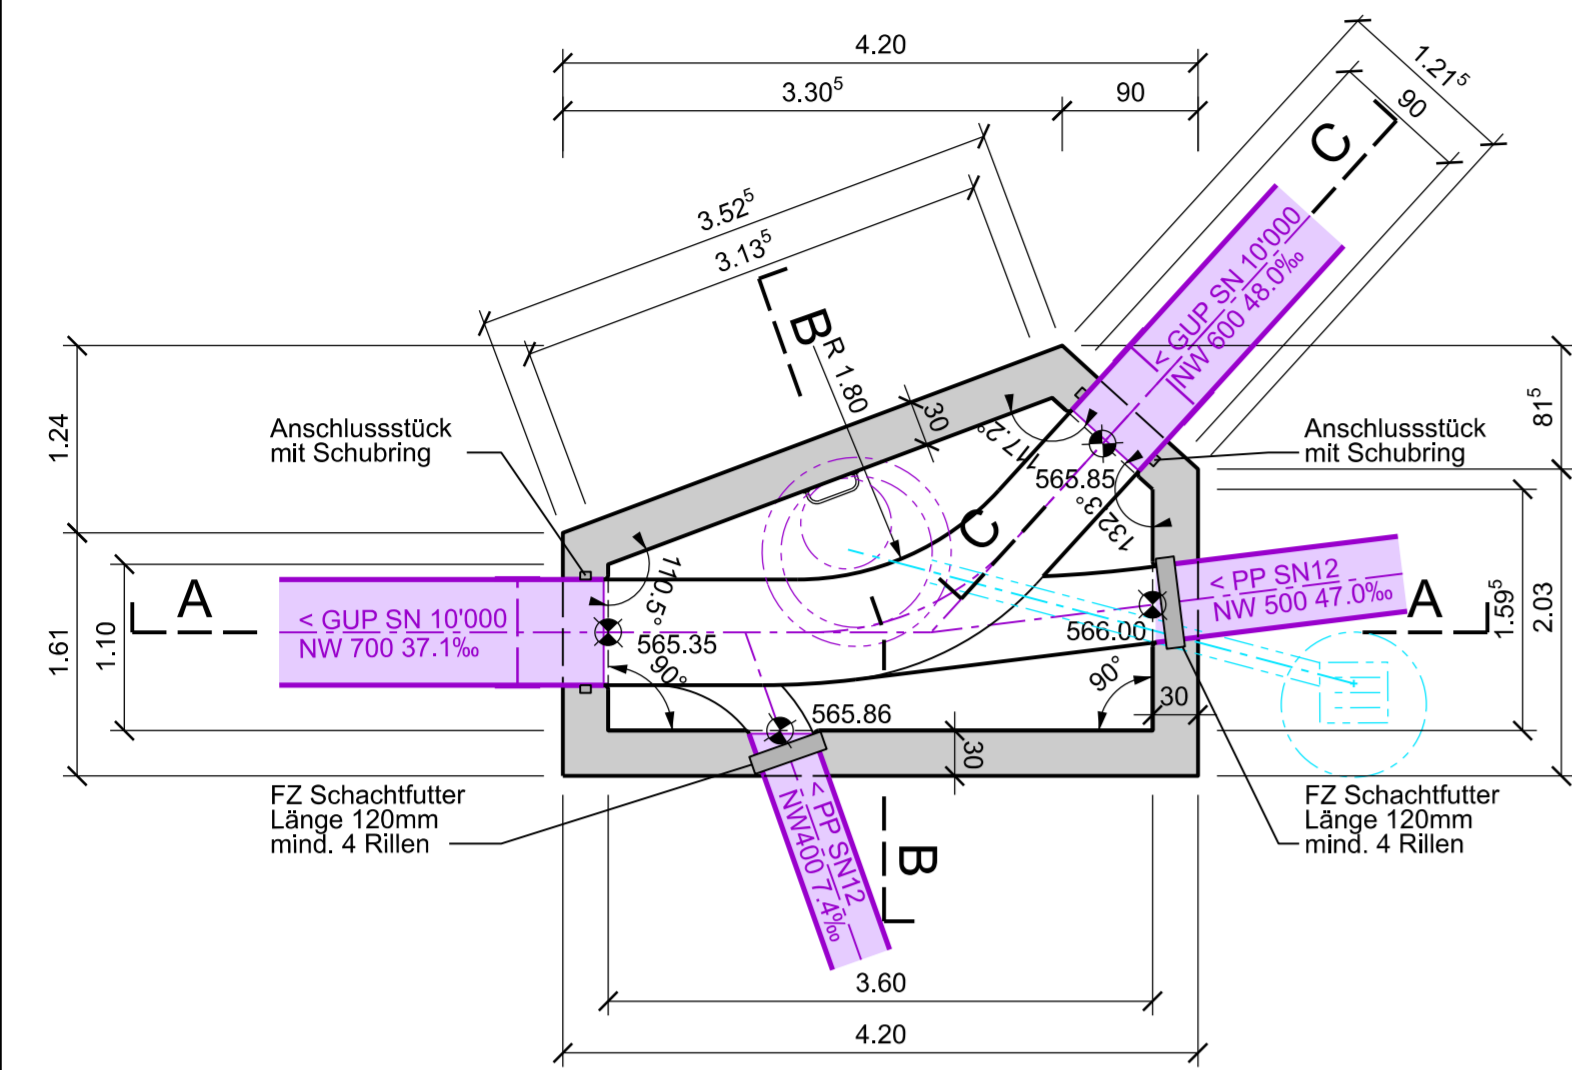 4.20
3.30⁵
90
1.21⁵
90
C
3.52⁵
3.13⁵
B
R 1.80
30
< GUP SN 10'000
NW 600 48.0‰
1.24
81⁵
Anschlussstück
mit Schubring
Anschlussstück
mit Schubring
117.2°
565.85
132.3°
C
110.5°
A
< GUP SN 10'000
NW 700 37.1‰
565.35
90°
< PP SN12
NW 500 47.0‰
A
566.00
90°
1.61
1.10
1.59⁵
2.03
30
565.86
30
FZ Schachtfutter
Länge 120mm
mind. 4 Rillen
< PP SN12
NW400 7.4‰
B
FZ Schachtfutter
Länge 120mm
mind. 4 Rillen
3.60
4.20